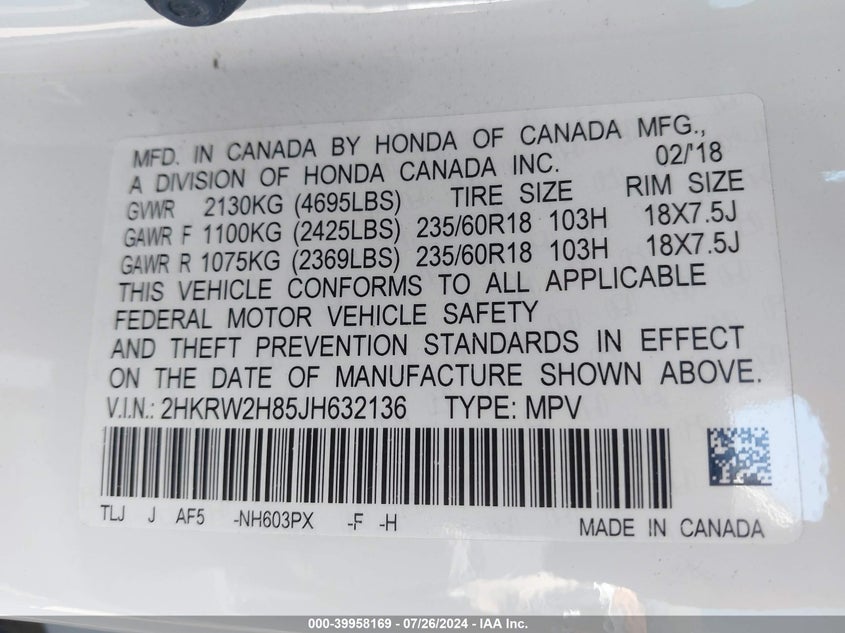 MFD. IN CANADA BY HONDA OF CANADA MFG.,
A DIVISION OF HONDA CANADA INC. 02/'18
GVWR 2130KG (4695LBS) TIRE SIZE RIM SIZE
GAWR F 1100KG (2425LBS) 235/60R18 103H 18X7.5J
GAWR R 1075KG (2369LBS) 235/60R18 103H 18X7.5J
THIS VEHICLE CONFORMS TO ALL APPLICABLE
FEDERAL MOTOR VEHICLE SAFETY
AND THEFT PREVENTION STANDARDS IN EFFECT
ON THE DATE OF MANUFACTURE SHOWN ABOVE.
V.I.N.: 2HKRW2H85JH632136 TYPE: MPV
TLJ J AF5 -NH603PX -F -H MADE IN CANADA
000-39958169 | 07/26/2024 - IAA Inc.